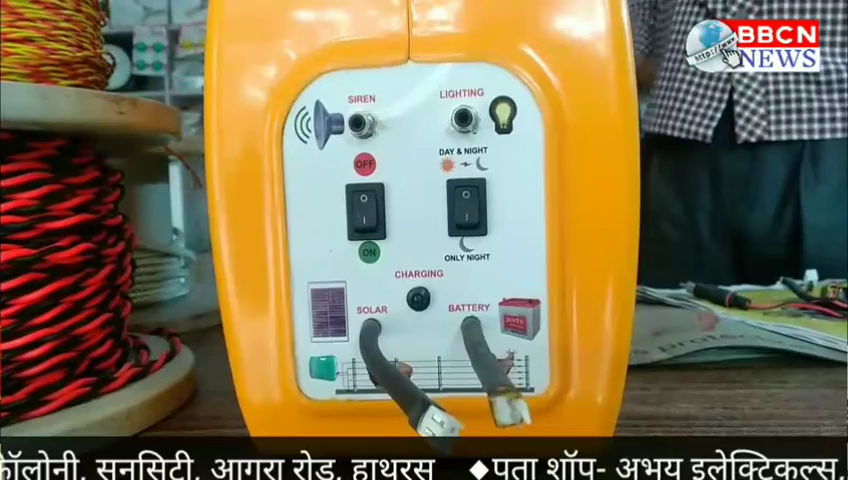 BBCN
NEWS
SIREN
LIGHTING
OFF
DAY & NIGHT
ON
ONLY NIGHT
CHARGING
SOLAR
BATTERY
कॉलोनी, सनसिटी, आगरा रोड, हाथरस ◆पता शॉप- अभय इलेक्ट्रिकल्स,